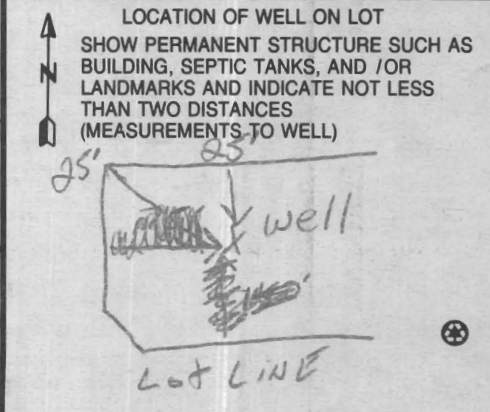 LOCATION OF WELL ON LOT
SHOW PERMANENT STRUCTURE SUCH AS
N
BUILDING, SEPTIC TANKS, AND /OR
LANDMARKS AND INDICATE NOT LESS
THAN TWO DISTANCES
(MEASUREMENTS TO WELL)
25'
25'
well
Lot LINE